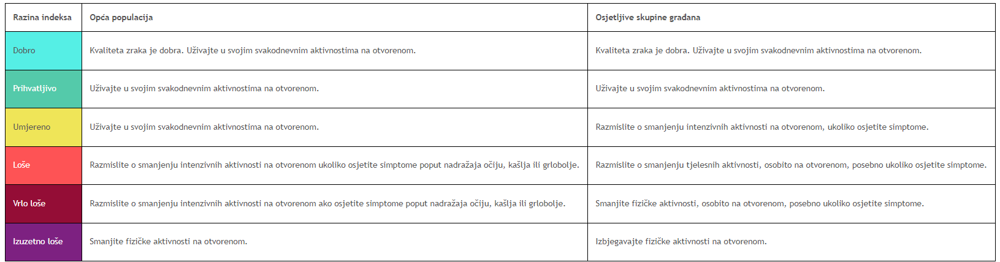 Razina indeksa Opća populacija Osjetljive skupine građana
Dobro Kvaliteta zraka je dobra. Uživajte u svojim svakodnevnim aktivnostima na otvorenom. Kvaliteta zraka je dobra. Uživajte u svojim svakodnevnim aktivnostima na otvorenom.
Prihvatljivo Uživajte u svojim svakodnevnim aktivnostima na otvorenom. Uživajte u svojim svakodnevnim aktivnostima na otvorenom.
Umjereno Uživajte u svojim svakodnevnim aktivnostima na otvorenom. Razmislite o smanjenju intenzivnih aktivnosti na otvorenom, ukoliko osjetite simptome.
Loše Razmislite o smanjenju intenzivnih aktivnosti na otvorenom ukoliko osjetite simptome poput nadražaja očiju, kašlja ili grlobolje. Razmislite o smanjenju tjelesnih aktivnosti, osobito na otvorenom, posebno ukoliko osjetite simptome.
Vrlo loše Razmislite o smanjenju intenzivnih aktivnosti na otvorenom ako osjetite simptome poput nadražaja očiju, kašlja ili grlobolje. Smanjite fizičke aktivnosti, osobito na otvorenom, posebno ukoliko osjetite simptome.
Izuzetno loše Smanjite fizičke aktivnosti na otvorenom. Izbjegavajte fizičke aktivnosti na otvorenom.